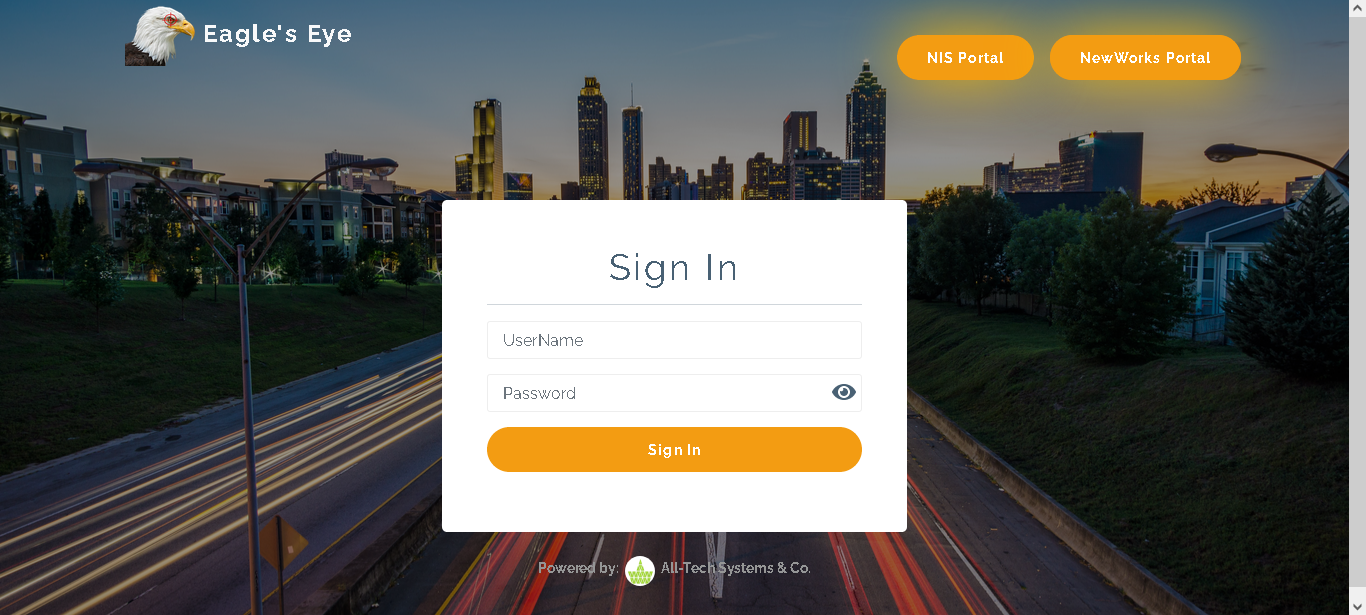 Eagle's Eye
NIS Portal
NewWorks Portal
Sign In
UserName
Password
Sign In
Powered by: All-Tech Systems & Co.